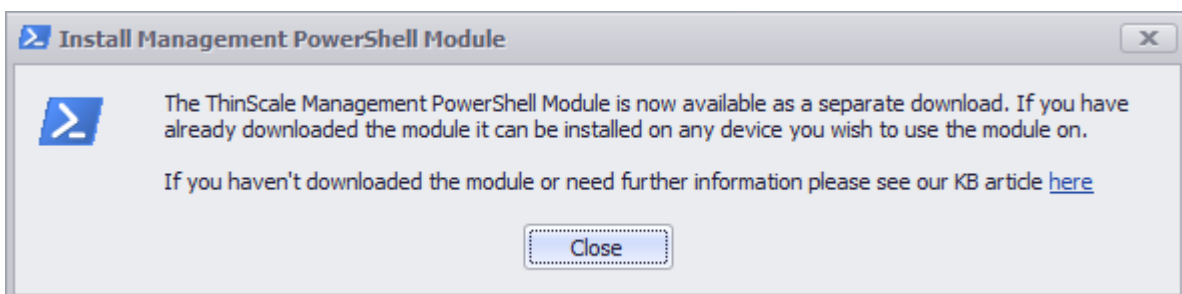 Install Management PowerShell Module
The ThinScale Management PowerShell Module is now available as a separate download. If you have
already downloaded the module it can be installed on any device you wish to use the module on.
If you haven't downloaded the module or need further information please see our KB article here
Close